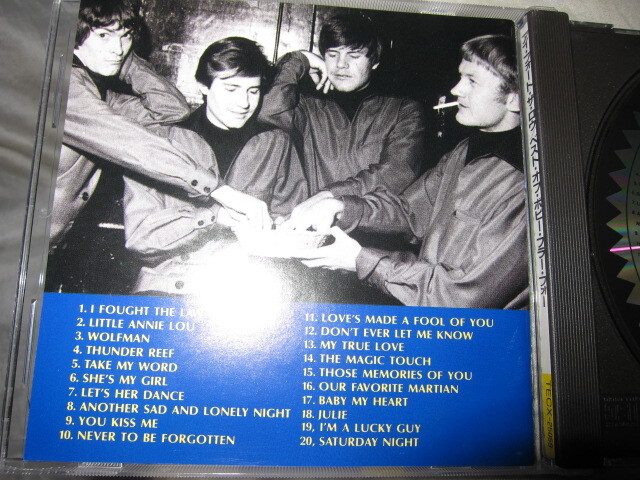 1. I FOUGHT THE LAW
2. LITTLE ANNIE LOU
3. WOLFMAN
4. THUNDER REEF
5. TAKE MY WORD
6. SHE'S MY GIRL
7. LET'S HER DANCE
8. ANOTHER SAD AND LONELY NIGHT
9. YOU KISS ME
10. NEVER TO BE FORGOTTEN
11. LOVE'S MADE A FOOL OF YOU
12. DON'T EVER LET ME KNOW
13. MY TRUE LOVE
14. THE MAGIC TOUCH
15. THOSE MEMORIES OF YOU
16. OUR FAVORITE MARTIAN
17. BABY MY HEART
18. JULIE
19, I'M A LUCKY GUY
20, SATURDAY NIGHT